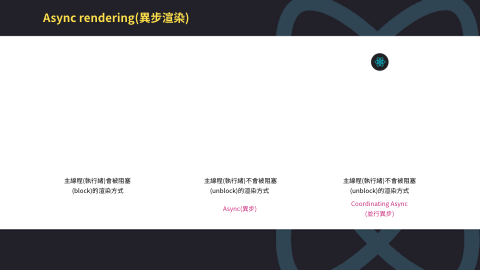 Async rendering(異步渲染)
主線程(執行緒)會被阻塞
(block)的渲染方式
主線程(執行緒)不會被阻塞
(unblock)的渲染方式
Async(異步)
主線程(執行緒)不會被阻塞
(unblock)的渲染方式
Coordinating Async
(並行異步)